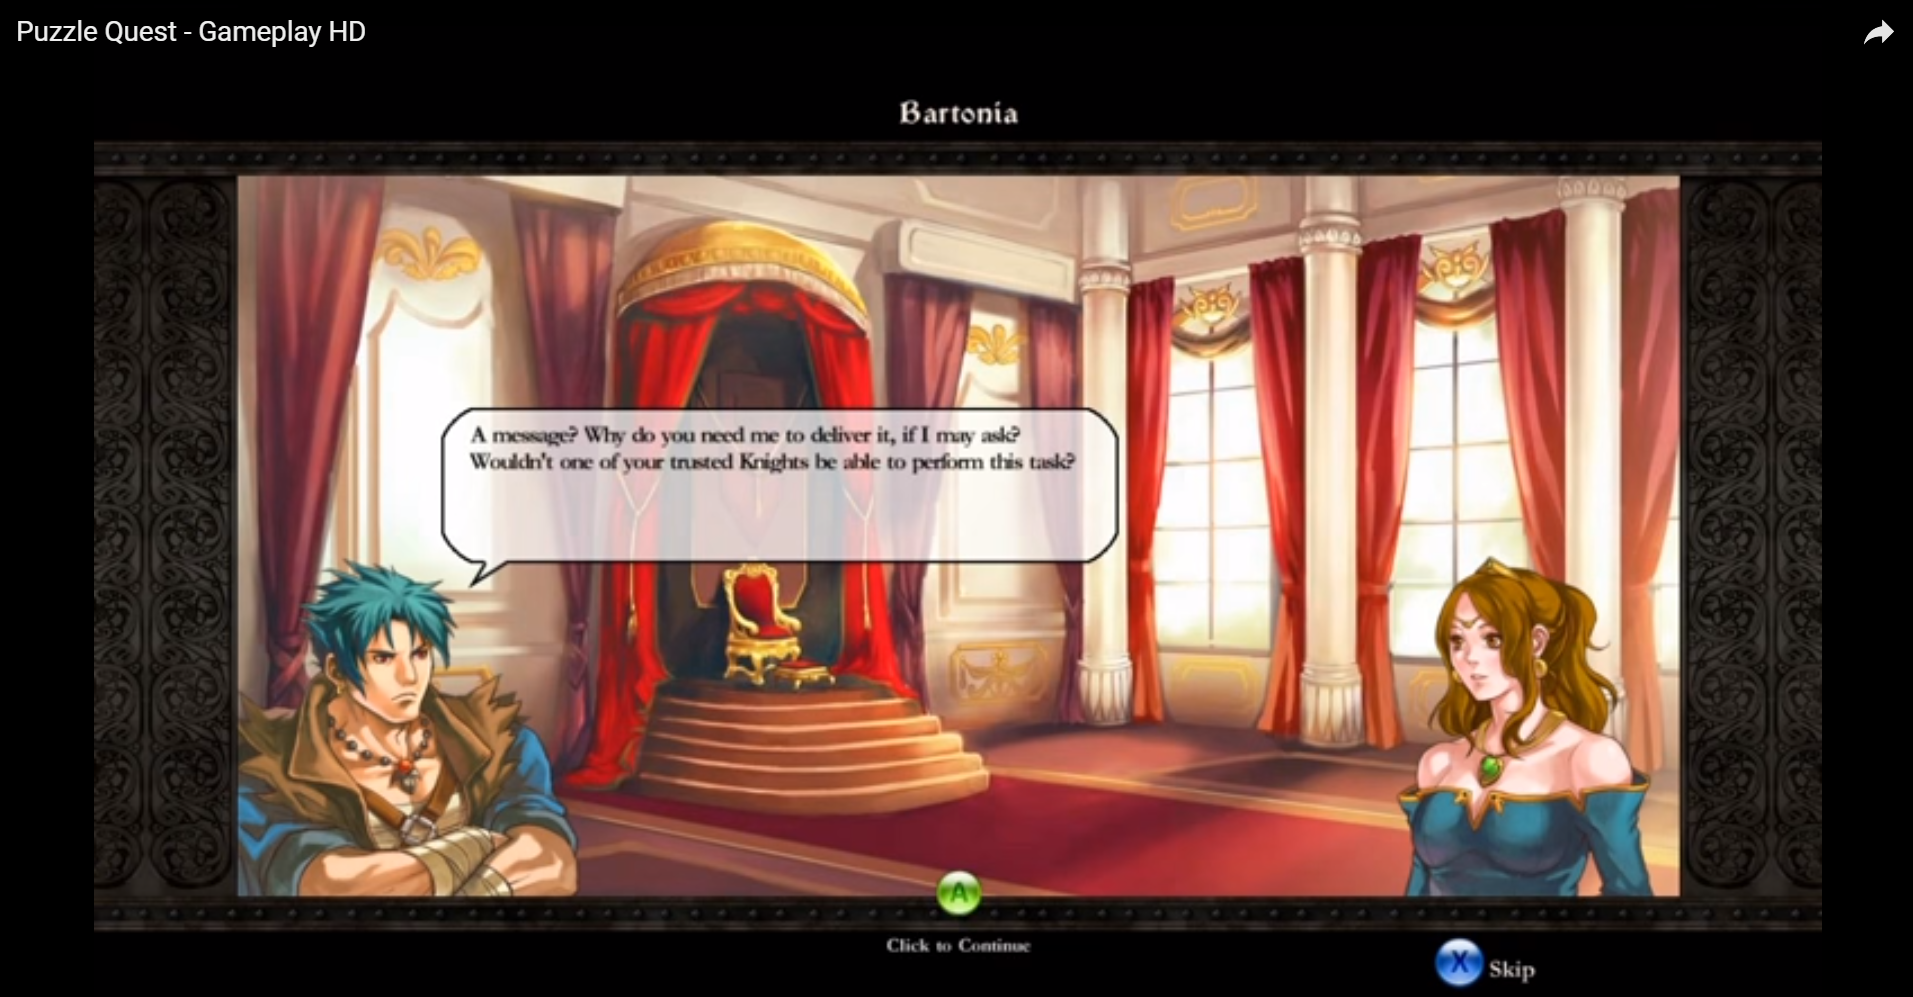 Puzzle Quest - Gameplay HD
Bartonia
A message? Why do you need me to deliver it, if I may ask?
Wouldn't one of your trusted Knights be able to perform this task?
A
Click to Continue
X Skip